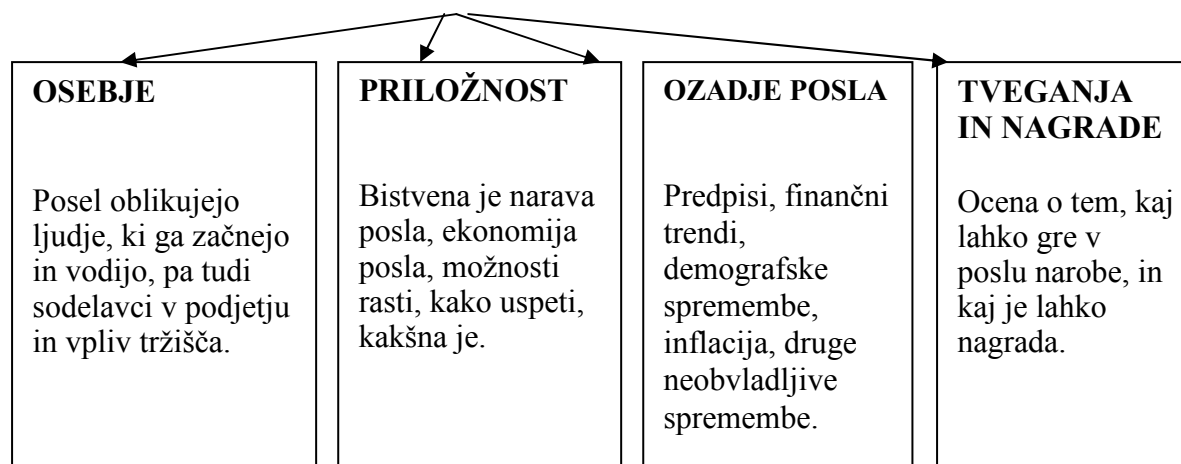 OSEBJE
Posel oblikujejo
ljudje, ki ga začnejo
in vodijo, pa tudi
sodelavci v podjetju
in vpliv tržišča.
PRILOŽNOST
Bistvena je narava
posla, ekonomija
posla, možnosti
rasti, kako uspeti,
kakšna je.
OZADJE POSLA
Predpisi, finančni
trendi,
demografske
spremembe,
inflacija, druge
neobvladljive
spremembe.
TVEGANJA
IN NAGRADE
Ocena o tem, kaj
lahko gre v
poslu narobe, in
kaj je lahko
nagrada.